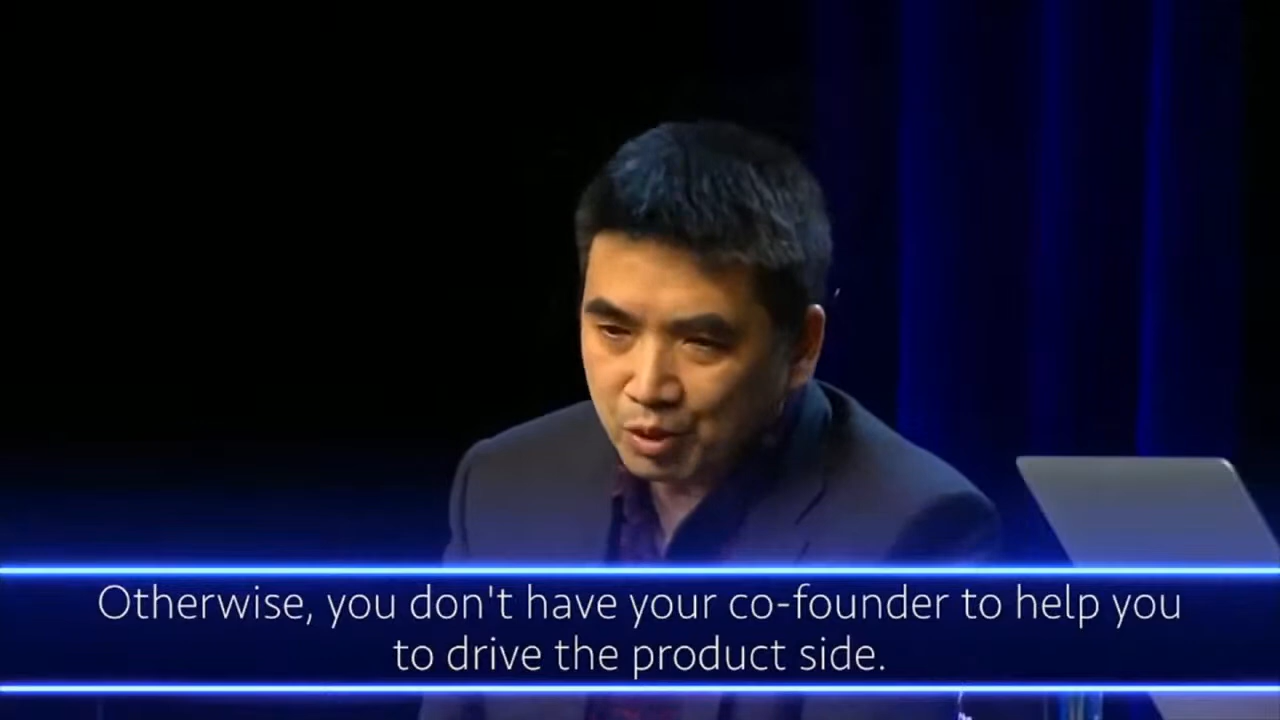 Otherwise, you don't have your co-founder to help you
to drive the product side.